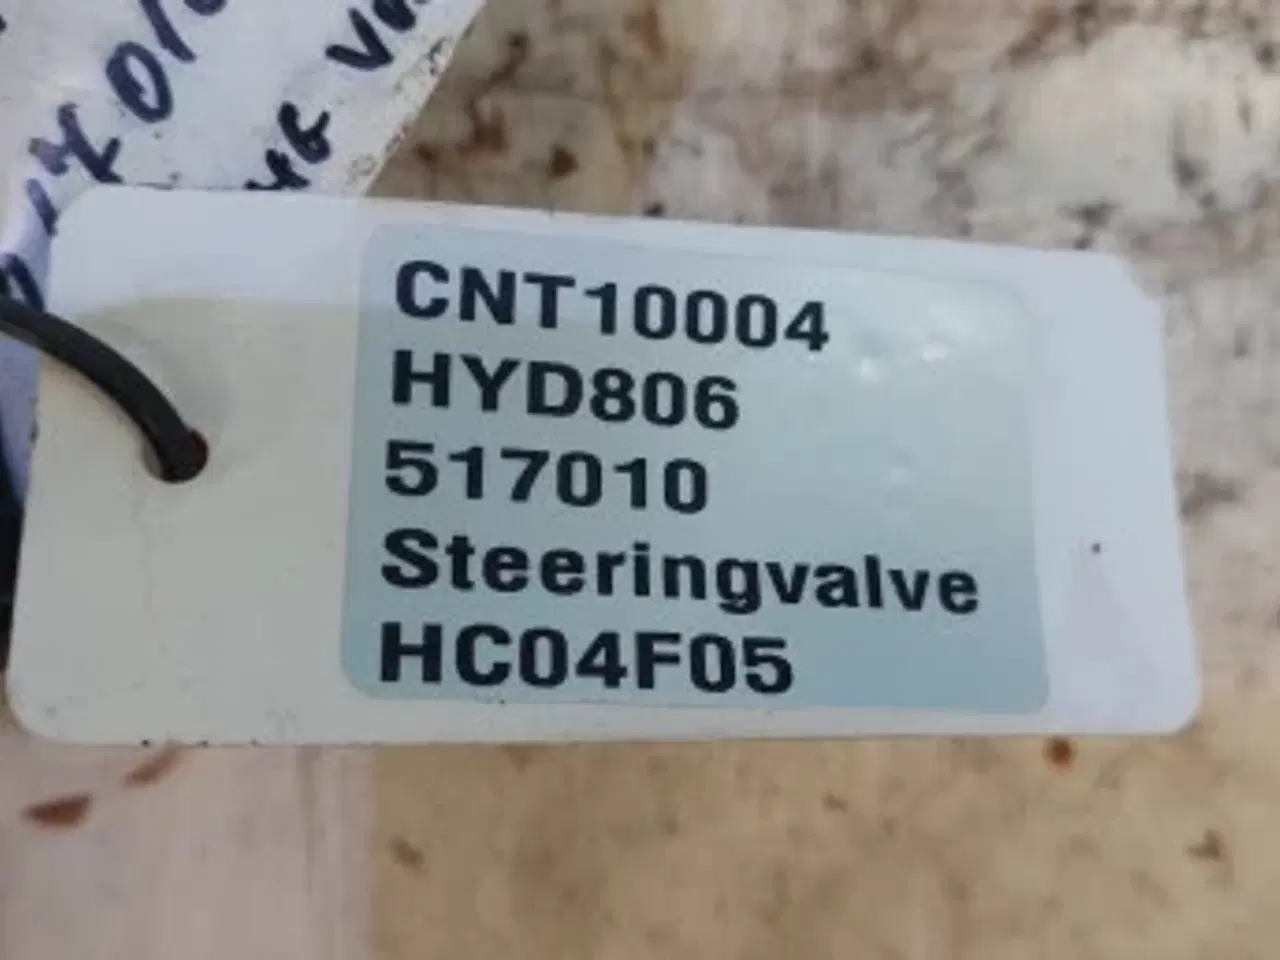 CNT10004
HYD806
517010
Steeringvalve
HC04F05